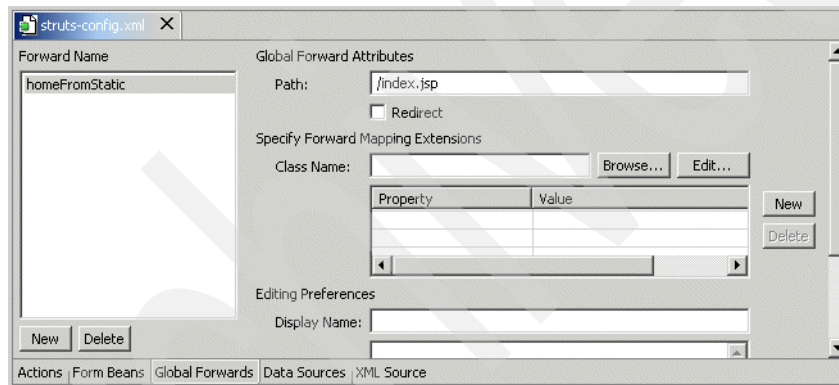 struts-config.xml
Forward Name
homeFromStatic
New Delete
Global Forward Attributes
Path: /index.jsp
Redirect
Specify Forward Mapping Extensions
Class Name: Browse... Edit...
Property Value
New
Delete
Editing Preferences
Display Name:
Actions Form Beans Global Forwards Data Sources XML Source